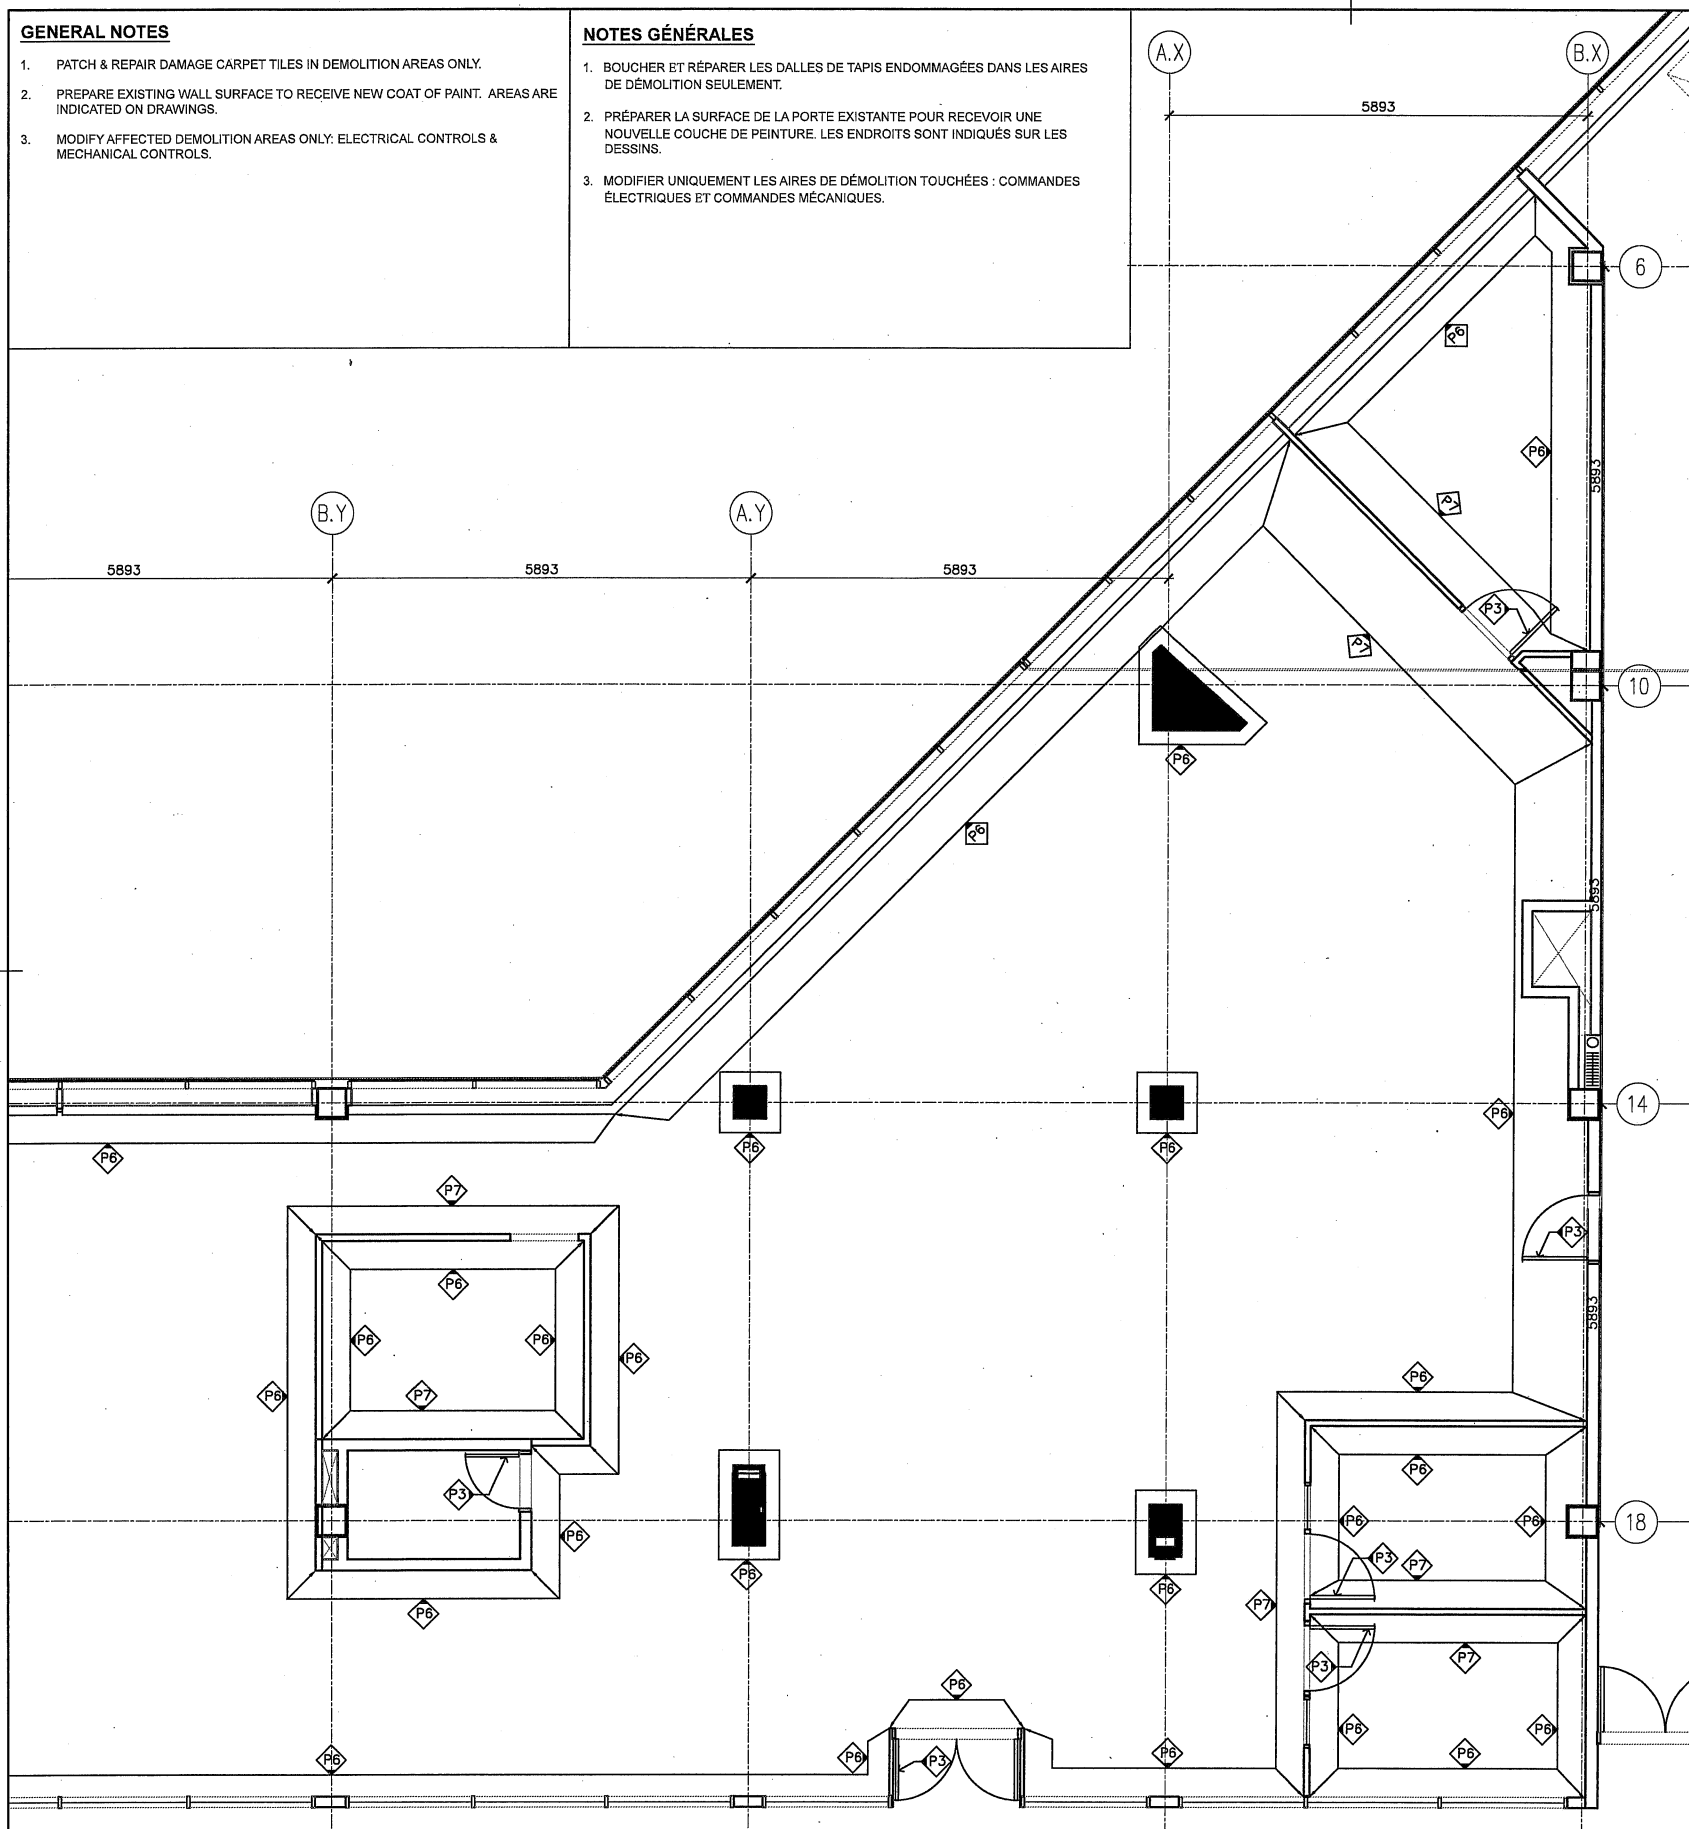 GENERAL NOTES
1. PATCH & REPAIR DAMAGE CARPET TILES IN DEMOLITION AREAS ONLY.
2. PREPARE EXISTING WALL SURFACE TO RECEIVE NEW COAT OF PAINT. AREAS ARE
INDICATED ON DRAWINGS.
3. MODIFY AFFECTED DEMOLITION AREAS ONLY: ELECTRICAL CONTROLS &
MECHANICAL CONTROLS.
NOTES GÉNÉRALES
1. BOUCHER ET RÉPARER LES DALLES DE TAPIS ENDOMMAGÉES DANS LES AIRES
DE DÉMOLITION SEULEMENT.
2. PRÉPARER LA SURFACE DE LA PORTE EXISTANTE POUR RECEVOIR UNE
NOUVELLE COUCHE DE PEINTURE. LES ENDROITS SONT INDIQUÉS SUR LES
DESSINS.
3. MODIFIER UNIQUEMENT LES AIRES DE DÉMOLITION TOUCHÉES : COMMANDES
ÉLECTRIQUES ET COMMANDES MÉCANIQUES.
A.X
B.X
5893
6
P6
P6
5893
P7
B.Y
A.Y
5893
5893
5893
P3
P7
10
P6
P6
5893
14
P6
P6
P6
P6
P7
P3
P6
5893
P6
P6
P6
P6
P7
P6
P6
P3
P6
P6
P7
P6
P6
18
P6
P3
P7
P6
P6
P6
P7
P7
P3
P6
P6
P6
P6
P6
P6
P6
P6
P3